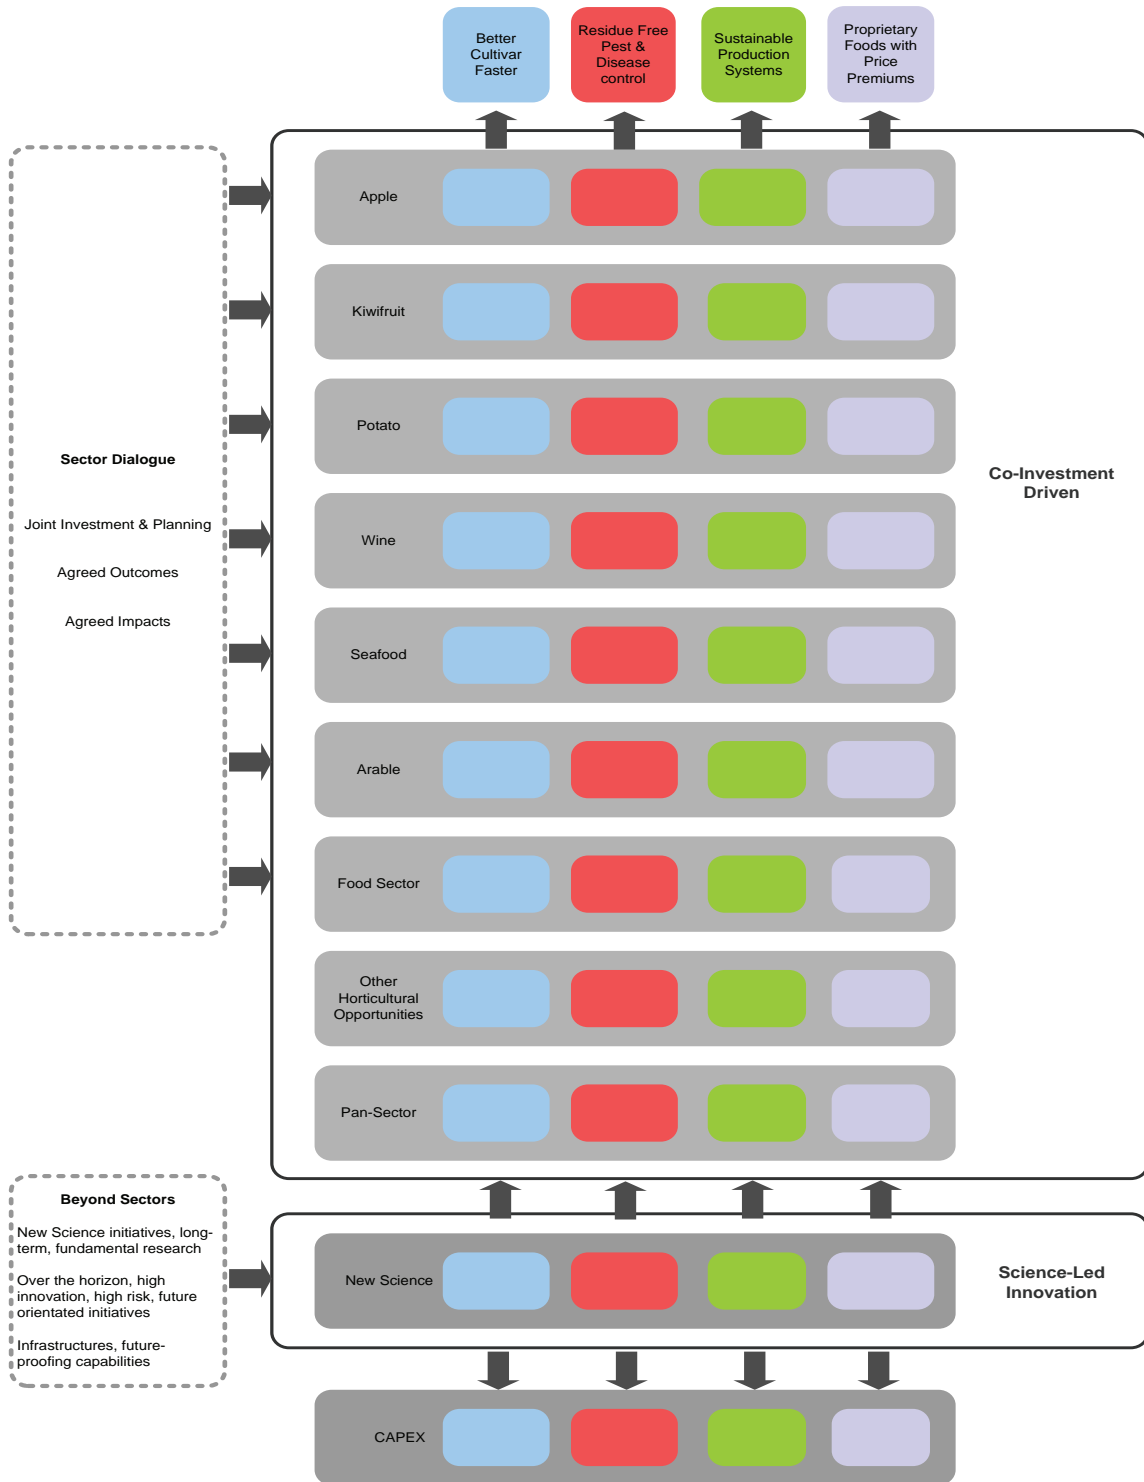 Better
Cultivar
Faster
Residue Free
Pest &
Disease
control
Sustainable
Production
Systems
Proprietary
Foods with
Price
Premiums
Apple
Kiwifruit
Potato
Wine
Seafood
Arable
Food Sector
Other
Horticultural
Opportunities
Pan-Sector
Sector Dialogue
Joint Investment & Planning
Agreed Outcomes
Agreed Impacts
Co-Investment
Driven
Beyond Sectors
New Science initiatives, long-
term, fundamental research
Over the horizon, high
innovation, high risk, future
orientated initiatives
Infrastructures, future-
proofing capabilities
New Science
Science-Led
Innovation
CAPEX